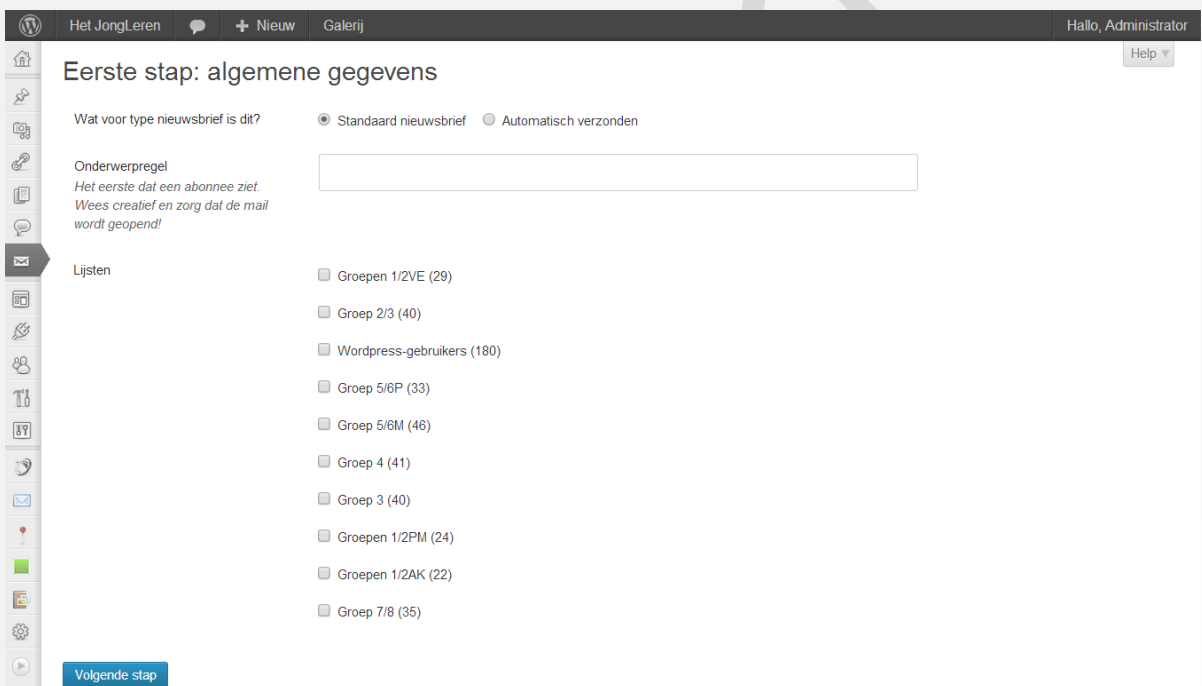 Het JongLeren Nieuw Galerij Hallo, Administrator
Help
Eerste stap: algemene gegevens
Wat voor type nieuwsbrief is dit? Standaard nieuwsbrief Automatisch verzonden
Onderwerpregel
Het eerste dat een abonnee ziet.
Wees creatief en zorg dat de mail
wordt geopend!
Lijsten
Groepen 1/2VE (29)
Groep 2/3 (40)
Wordpress-gebruikers (180)
Groep 5/6P (33)
Groep 5/6M (46)
Groep 4 (41)
Groep 3 (40)
Groepen 1/2PM (24)
Groepen 1/2AK (22)
Groep 7/8 (35)
Volgende stap